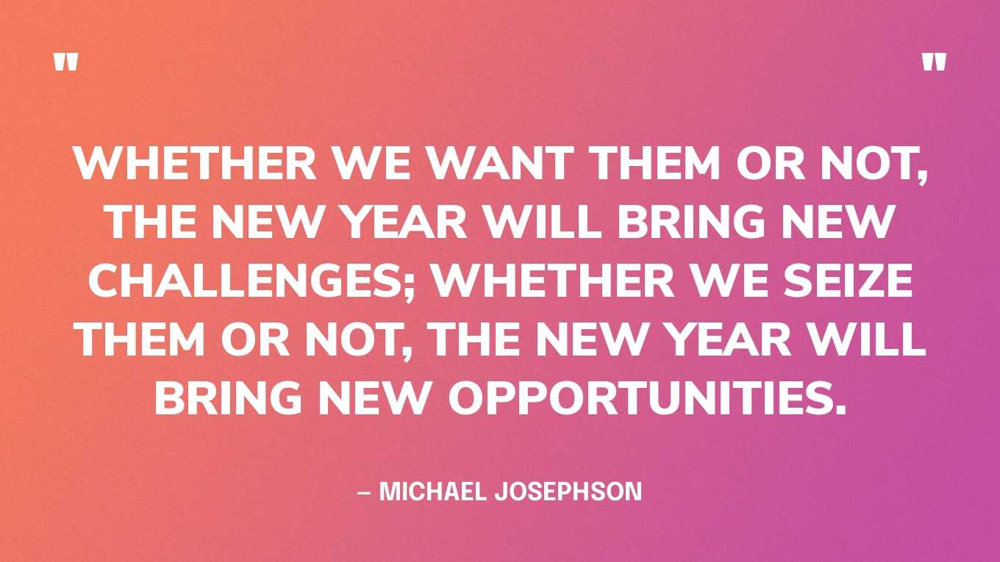 " "
WHETHER WE WANT THEM OR NOT,
THE NEW YEAR WILL BRING NEW
CHALLENGES; WHETHER WE SEIZE
THEM OR NOT, THE NEW YEAR WILL
BRING NEW OPPORTUNITIES.
– MICHAEL JOSEPHSON